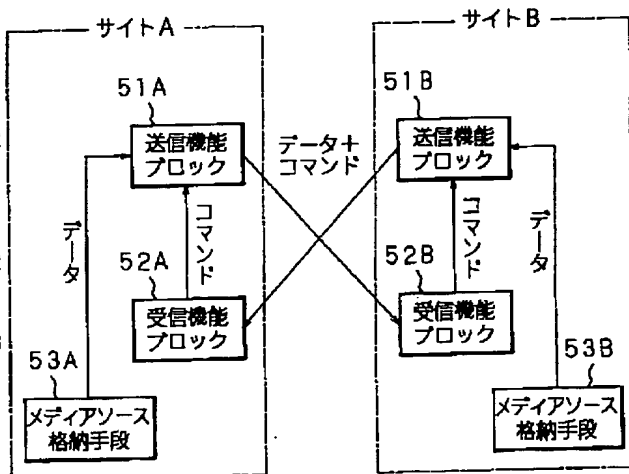 サイトA
サイトB
51A
51B
送信機能
ブロック
データ+
コマンド
送信機能
ブロック
データ
コマンド
コマンド
データ
52A
52B
受信機能
ブロック
受信機能
ブロック
53A
53B
メディアソース
格納手段
メディアソース
格納手段